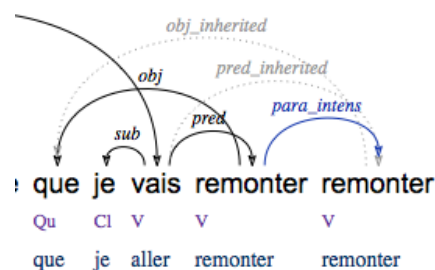 obj_inherited
obj pred_inherited
sub pred para_intens
e que je vais remonter remonter
Qu Cl V V V
que je aller remonter remonter